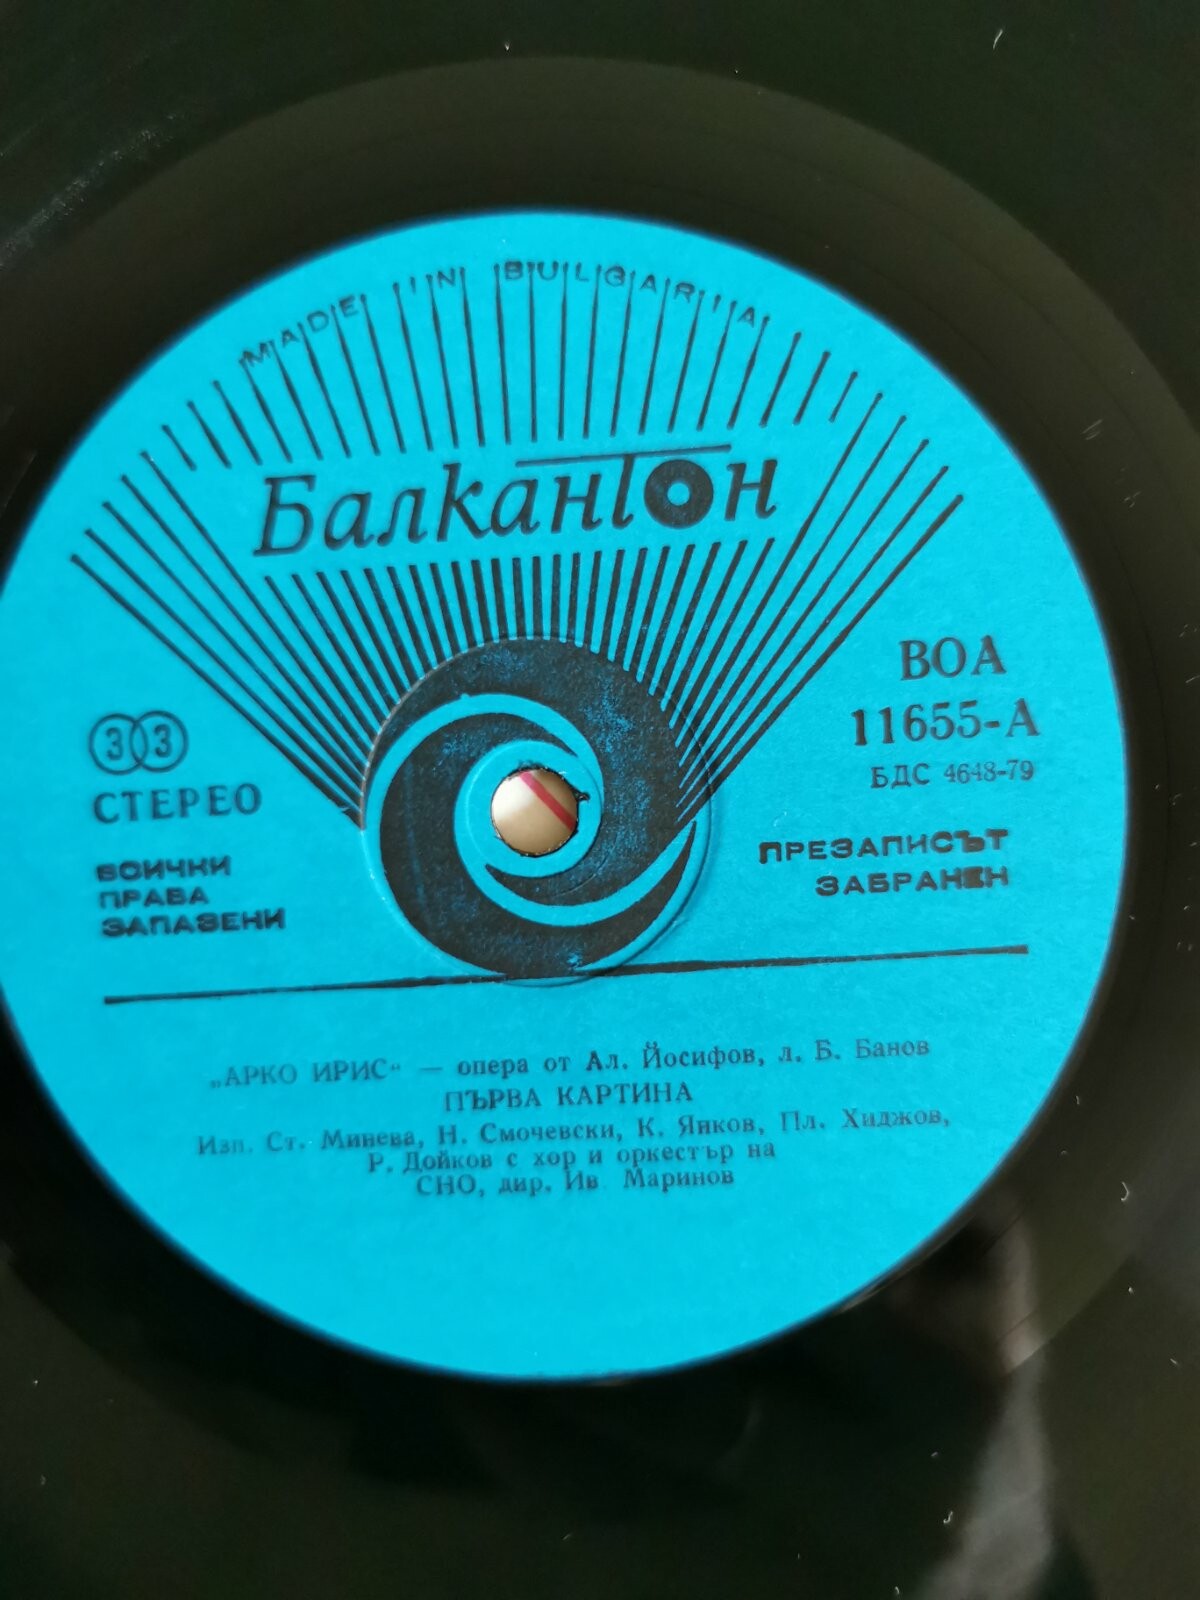 MADE IN BULGARIA
Балкантон
ВОА
11655-А
БДС 4648-79
33
СТЕРЕО
ВСИЧКИ
ПРАВА
ЗАПАЗЕНИ
ПРЕЗАПИСЪТ
ЗАБРАНЕН
„АРКО ИРИС“ — опера от Ал. Йосифов, л. Б. Банов
ПЪРВА КАРТИНА
Изп. Ст. Минева, Н. Смочевски, К. Янков, Пл. Хиджов,
Р. Дойков с хор и оркестър на
СНО, дир. Ив Маринов